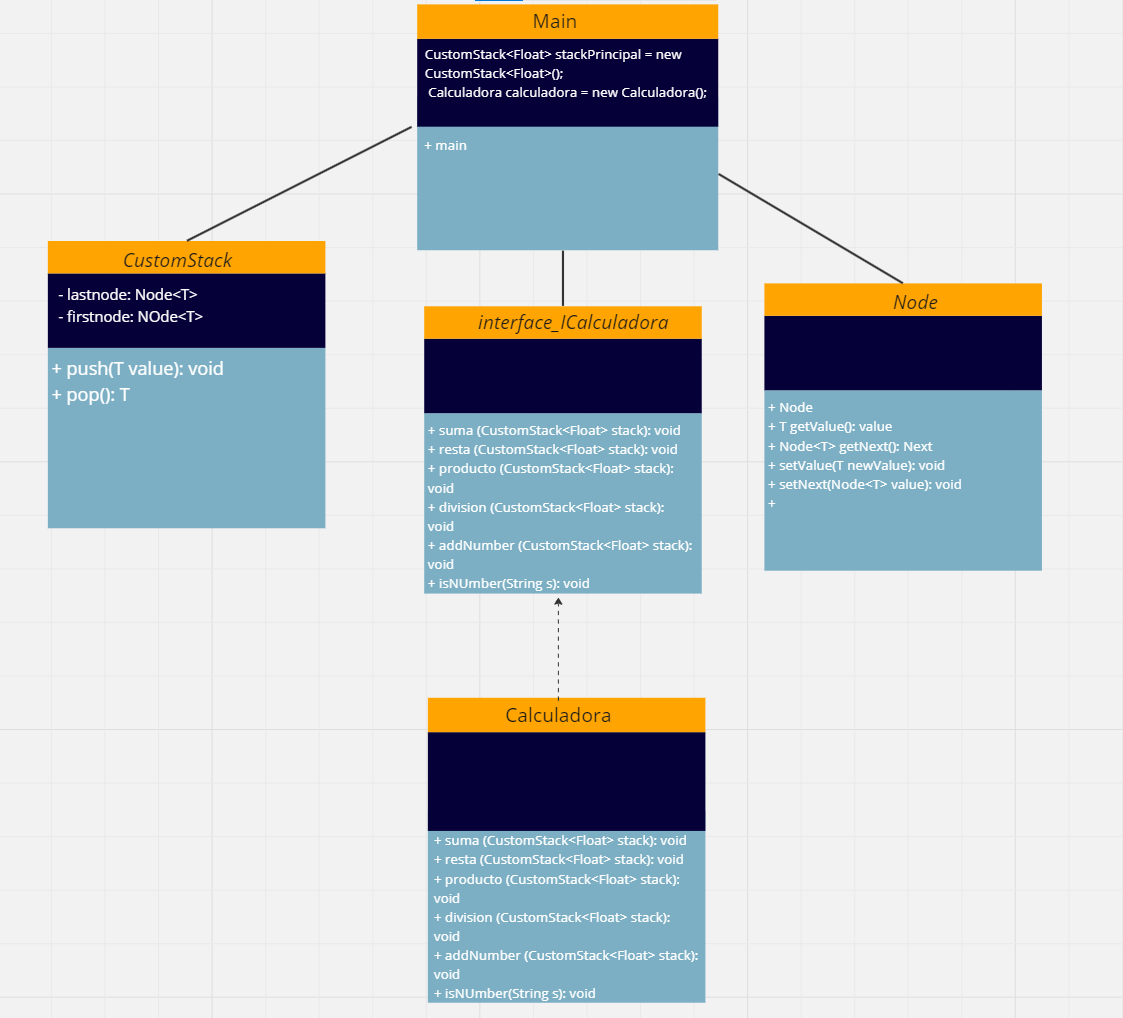 Main
CustomStack<Float> stackPrincipal = new
CustomStack<Float>();
Calculadora calculadora = new Calculadora();
+ main
CustomStack
- lastnode: Node<T>
- firstnode: NOde<T>
+ push(T value): void
+ pop(): T
interface_ICalculadora
+ suma (CustomStack<Float> stack): void
+ resta (CustomStack<Float> stack): void
+ producto (CustomStack<Float> stack):
void
+ division (CustomStack<Float> stack):
void
+ addNumber (CustomStack<Float> stack):
void
+ isNUmber(String s): void
Node
+ Node
+ T getValue(): value
+ Node<T> getNext(): Next
+ setValue(T newValue): void
+ setNext(Node<T> value): void
+
Calculadora
+ suma (CustomStack<Float> stack): void
+ resta (CustomStack<Float> stack): void
+ producto (CustomStack<Float> stack):
void
+ division (CustomStack<Float> stack):
void
+ addNumber (CustomStack<Float> stack):
void
+ isNUmber(String s): void